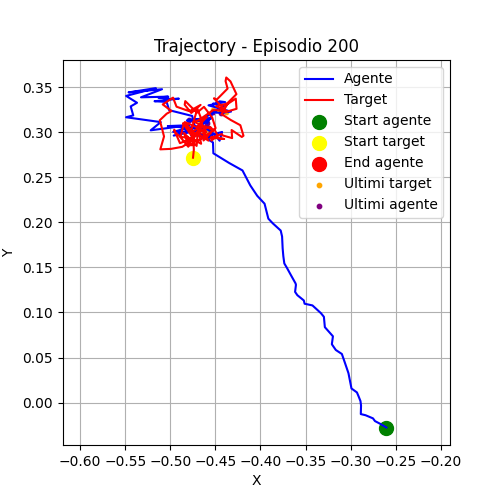 Trajectory - Episodio 200
Agente
Target
Start agente
Start target
End agente
Ultimi target
Ultimi agente
0.35
0.30
0.25
0.20
0.15
0.10
0.05
0.00
Y
−0.60
−0.55
−0.50
−0.45
−0.40
−0.35
−0.30
−0.25
−0.20
X